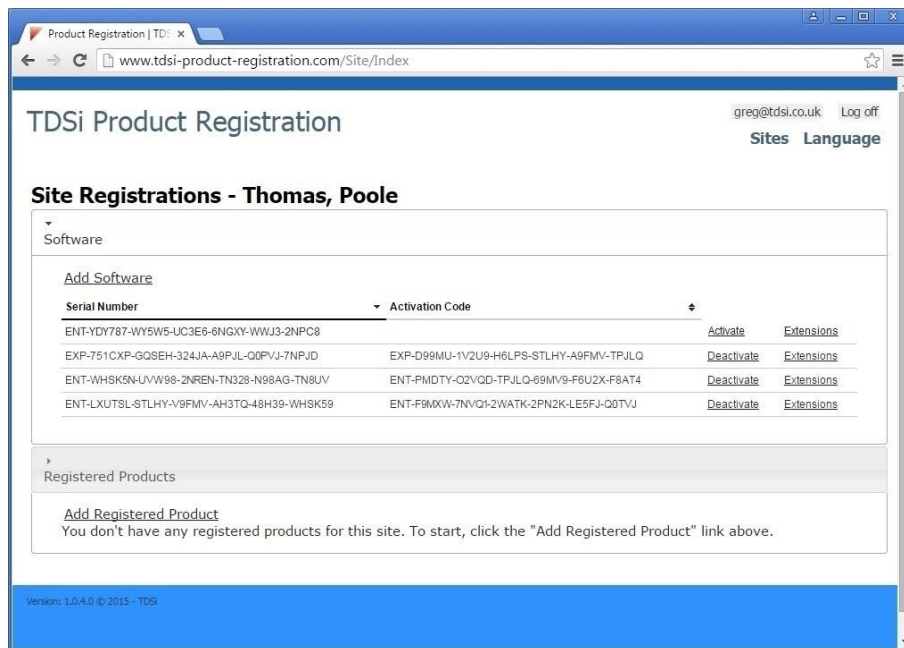 Product Registration | TDS
www.tdsi-product-registration.com/Site/Index
TDSi Product Registration
greg@tdsi.co.uk Log off
Sites Language
Site Registrations - Thomas, Poole
Software
Add Software
Serial Number Activation Code
ENT-YDY787-WY5W5-UC3E6-6NGXY-WWJ3-2NPC8 Activate Extensions
EXP-751CXP-GQSEH-324JA-A9PJL-Q0PVJ-7NPJD EXP-D99MU-1V2U9-H6LPS-STLHY-A9FMV-TPJLQ Deactivate Extensions
ENT-WHSK5N-UVW98-2NREN-TN328-N98AG-TN8UV ENT-PMDTY-O2VQD-TPJLQ-69MV9-F6U2X-F8AT4 Deactivate Extensions
ENT-LXUTSL-STLHY-V9FMV-AH3TQ-48H39-WHSK59 ENT-F9MXW-7NVQ1-2WATK-2PN2K-LE5FJ-Q0TVJ Deactivate Extensions
Registered Products
Add Registered Product
You don't have any registered products for this site. To start, click the "Add Registered Product" link above.
Version: 1.0.4.0 © 2015 - TDSi